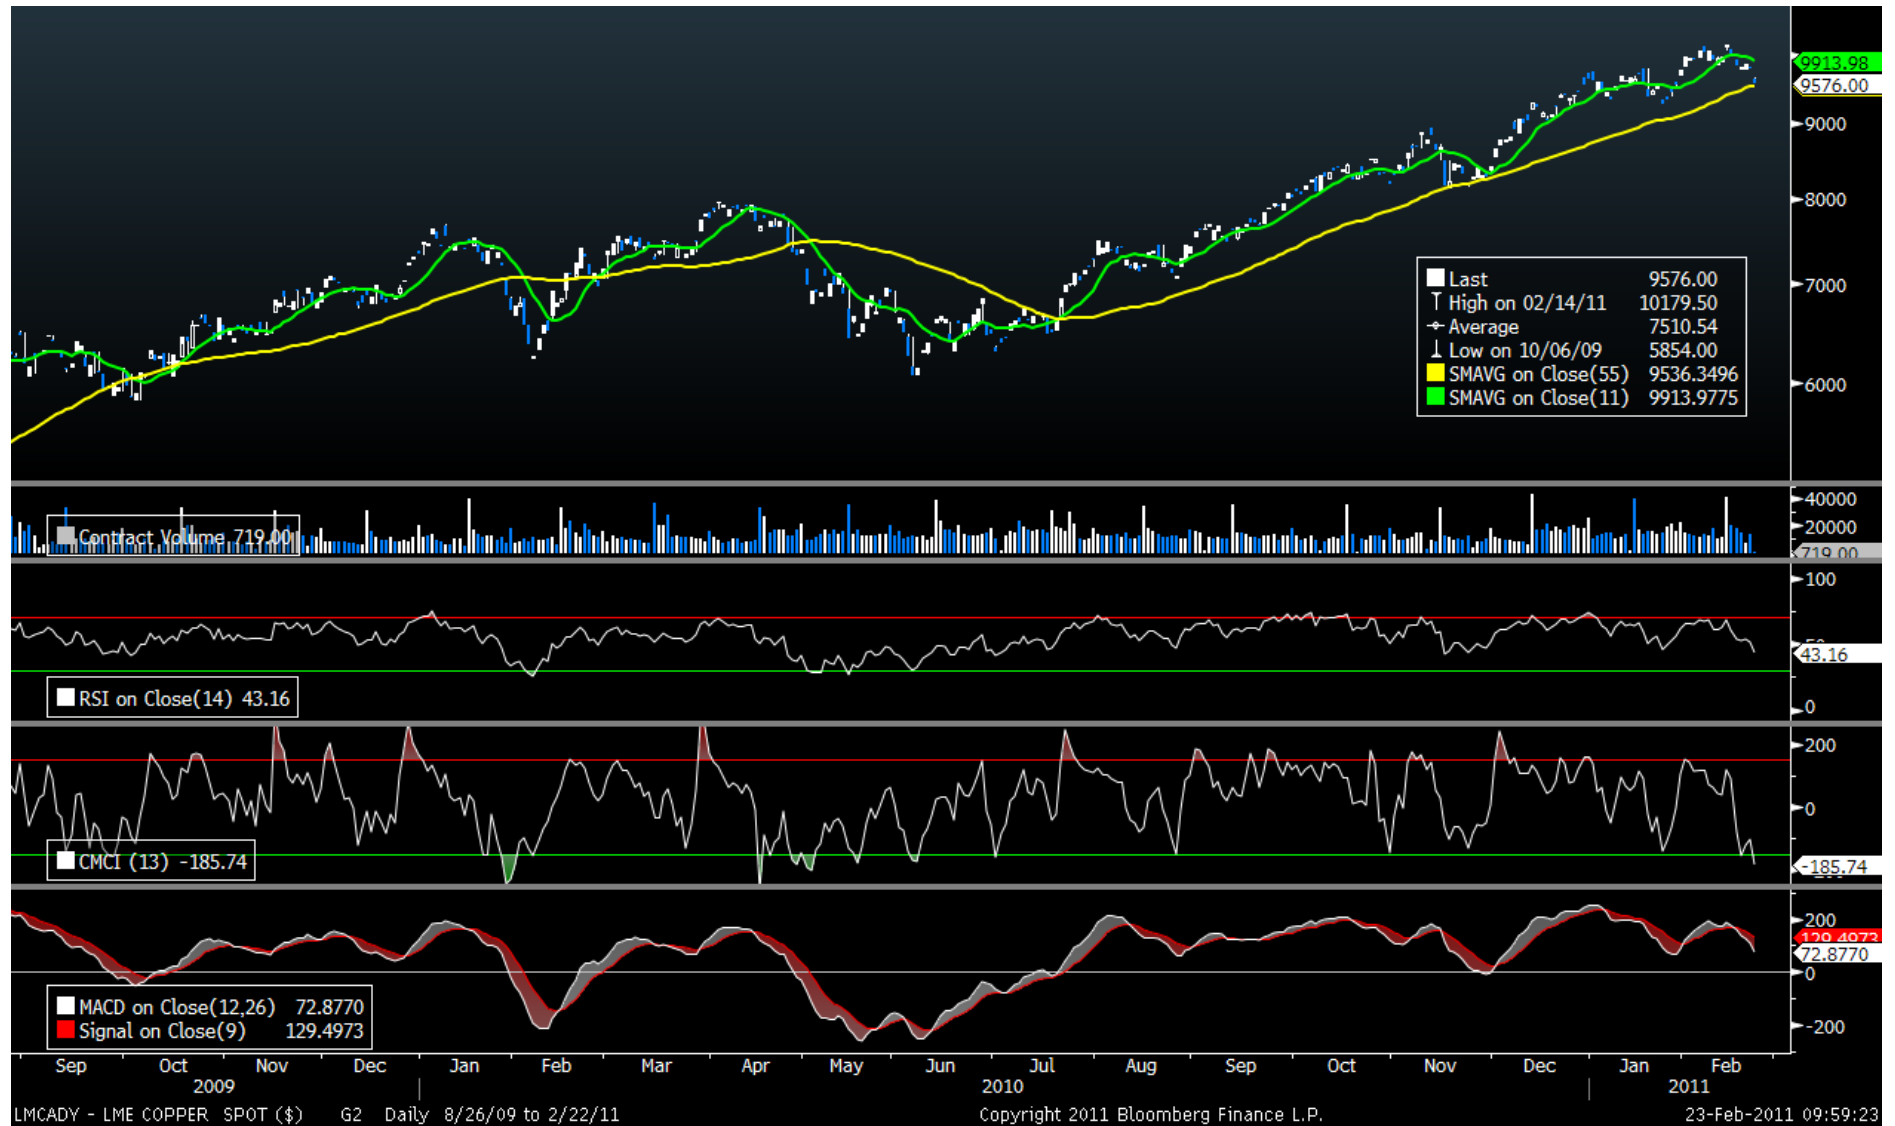 9913.98
9576.00
9000
8000
7000
6000
Last 9576.00
High on 02/14/11 10179.50
Average 7510.54
Low on 10/06/09 5854.00
SMAVG on Close(55) 9536.3496
SMAVG on Close(11) 9913.9775
40000
20000
719.00
Contract Volume 719.00
100
50
43.16
0
RSI on Close(14) 43.16
200
0
-185.74
CMCI (13) -185.74
200
129.4973
72.8770
0
-200
MACD on Close(12,26) 72.8770
Signal on Close(9) 129.4973
Sep Oct Nov Dec Jan Feb Mar Apr May Jun Jul Aug Sep Oct Nov Dec Jan Feb
2009 2010 2011
LMCADY - LME COPPER SPOT ($) G2 Daily 8/26/09 to 2/22/11 Copyright 2011 Bloomberg Finance L.P. 23-Feb-2011 09:59:23